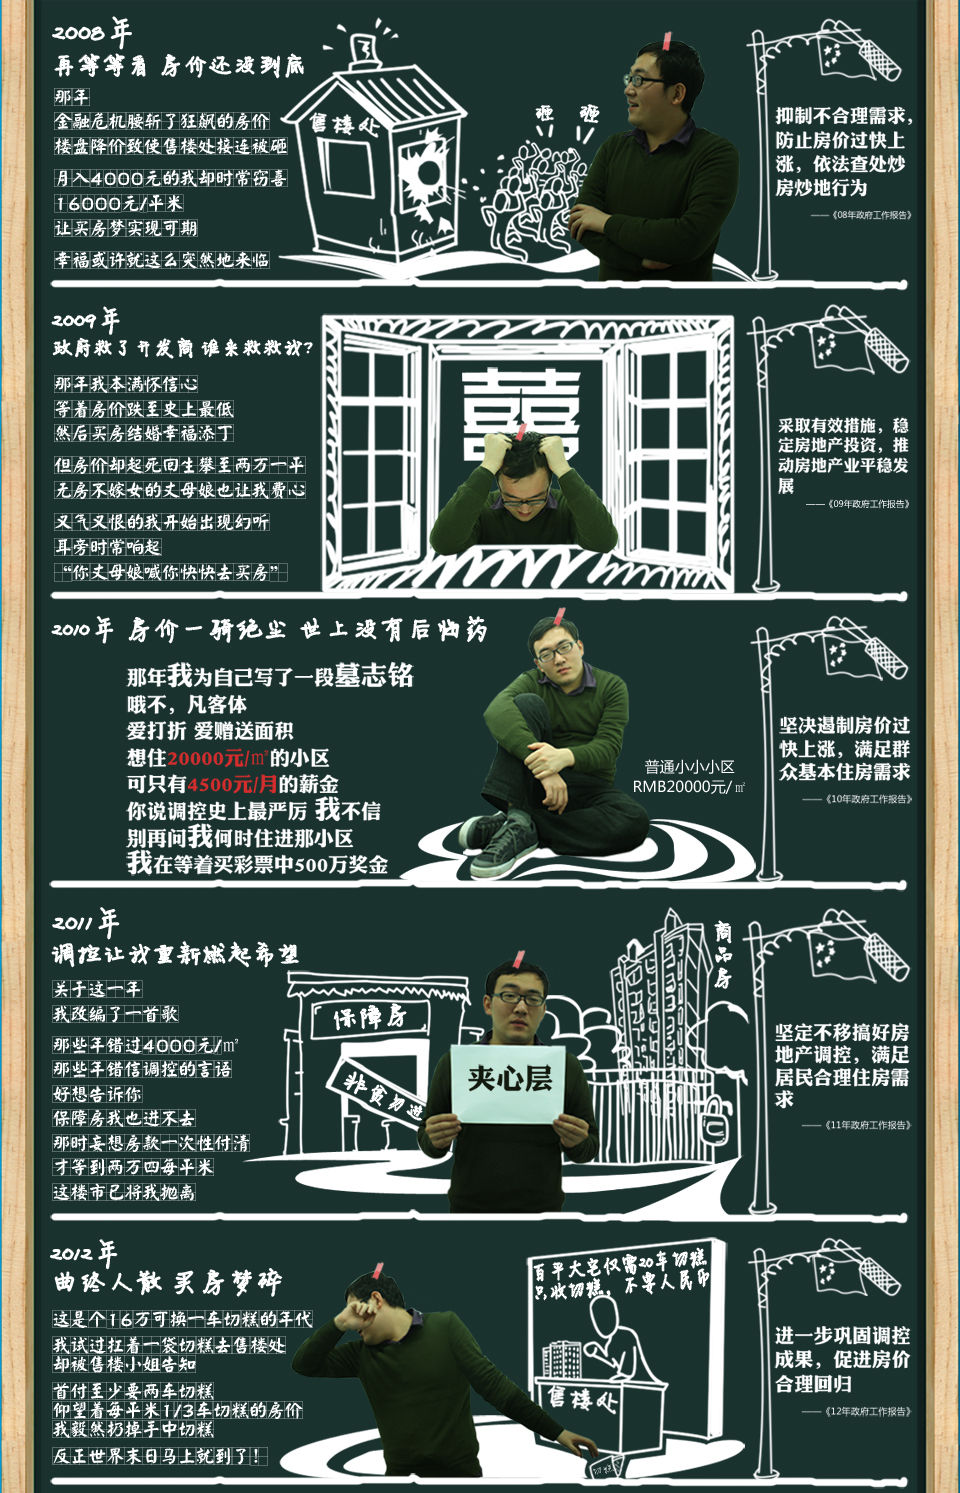 2008年
再等等看 房价还没到底
那年
金融危机腰斩了狂飙的房价
楼盘降价致使售楼处接连被砸
月入4000元的我却时常窃喜
16000元/平米
让买房梦实现可期
幸福或许就这么突然地来临
售楼处
砸 砸
抑制不合理需求，
防止房价过快上
涨，依法查处炒
房炒地行为
——《08年政府工作报告》
2009年
政府救了开发商 谁来救救我？
那年我本满怀信心
等着房价跌至史上最低
然后买房结婚幸福添丁
但房价却起死回生攀至两万一平
无房不嫁女的丈母娘也让我费心
又气又恨的我开始出现幻听
耳旁时常响起
“你丈母娘喊你快快去买房”
囍
采取有效措施，稳
定房地产投资，推
动房地产业平稳发
展
——《09年政府工作报告》
2010年 房价一骑绝尘 世上没有后悔药
那年我为自己写了一段墓志铭
哦不，凡客体
爱打折 爱赠送面积
想住20000元/㎡的小区
可只有4500元/月的薪金
你说调控史上最严厉 我不信
别再问我何时住进那小区
我在等着买彩票中500万奖金
普通小小小区
RMB20000元/㎡
坚决遏制房价过
快上涨，满足群
众基本住房需求
——《10年政府工作报告》
2011年
调控让我重新燃起希望
关于这一年
我改编了一首歌
那些年错过4000元/㎡
那些年错信调控的言语
好想告诉你
保障房我也进不去
那时妄想房款一次性付清
才等到两万四每平米
这楼市已将我抛离
保障房
非贫勿进
夹心层
商品房
坚定不移搞好房
地产调控，满足
居民合理住房需
求
——《11年政府工作报告》
2012年
曲终人散 买房梦碎
这是个16万可换一车切糕的年代
我试过扛着一袋切糕去售楼处
却被售楼小姐告知
首付至少要两车切糕
仰望着每平米1/3车切糕的房价
我毅然扔掉手中切糕
反正世界末日马上就到了！
百平大宅仅需20车切糕
只收切糕，不要人民币
售楼处
进一步巩固调控
成果，促进房价
合理回归
——《12年政府工作报告》